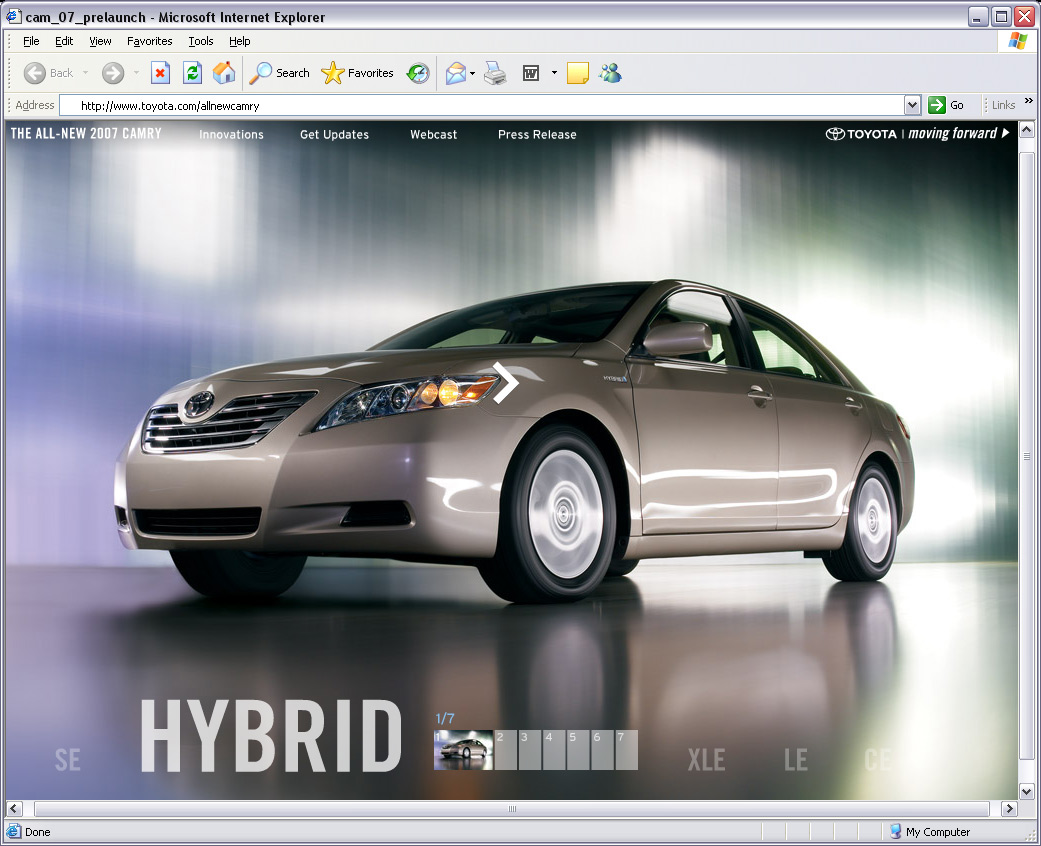 cam_07_prelaunch - Microsoft Internet Explorer
File Edit View Favorites Tools Help
Back Search Favorites
Address http://www.toyota.com/allnewcamry Go Links »
THE ALL-NEW 2007 CAMRY Innovations Get Updates Webcast Press Release TOYOTA | moving forward
HYBRID
1/7
1 2 3 4 5 6 7
SE HYBRID XLE LE CE
Done My Computer